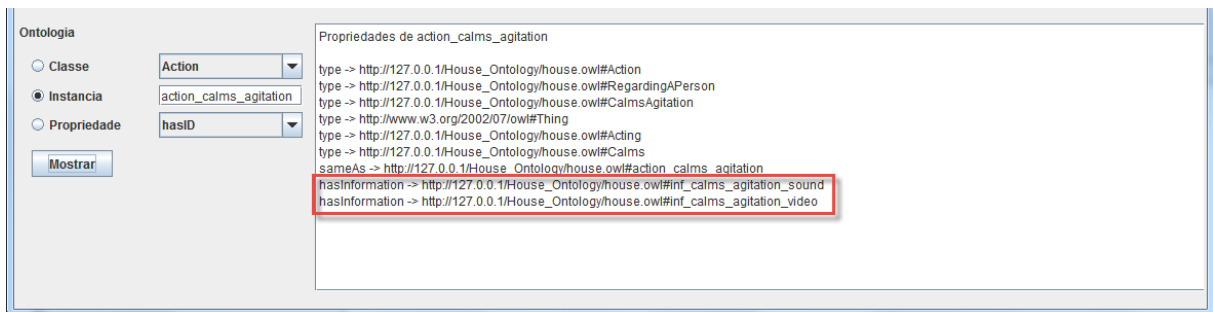 Ontologia
Classe
Action
Instancia
action_calms_agitation
Propriedade
hasID
Mostrar
Propriedades de action_calms_agitation
type -> http://127.0.0.1/House_Ontology/house.owl#Action
type -> http://127.0.0.1/House_Ontology/house.owl#RegardingAPerson
type -> http://127.0.0.1/House_Ontology/house.owl#CalmsAgitation
type -> http://www.w3.org/2002/07/owl#Thing
type -> http://127.0.0.1/House_Ontology/house.owl#Acting
type -> http://127.0.0.1/House_Ontology/house.owl#Calms
sameAs -> http://127.0.0.1/House_Ontology/house.owl#action_calms_agitation
hasInformation -> http://127.0.0.1/House_Ontology/house.owl#inf_calms_agitation_sound
hasInformation -> http://127.0.0.1/House_Ontology/house.owl#inf_calms_agitation_video